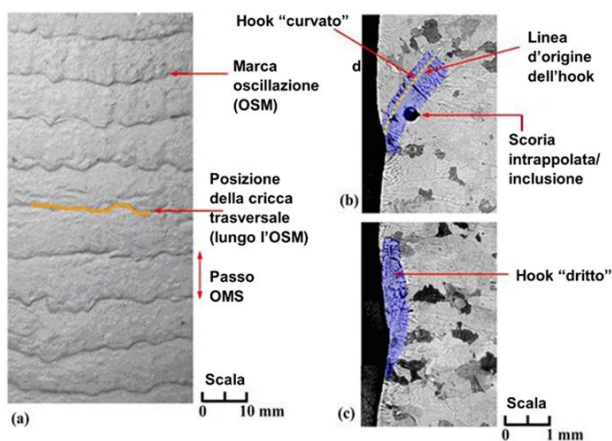 Marca
oscillazione
(OSM)
Posizione
della cricca
trasversale
(lungo l’OSM)
Passo
OMS
Scala
0 10 mm
(a)
Hook “curvato”
d
Linea
d’origine
dell’hook
Scoria
intrappolata/
inclusione
(b)
Hook “dritto”
Scala
0 1 mm
(c)